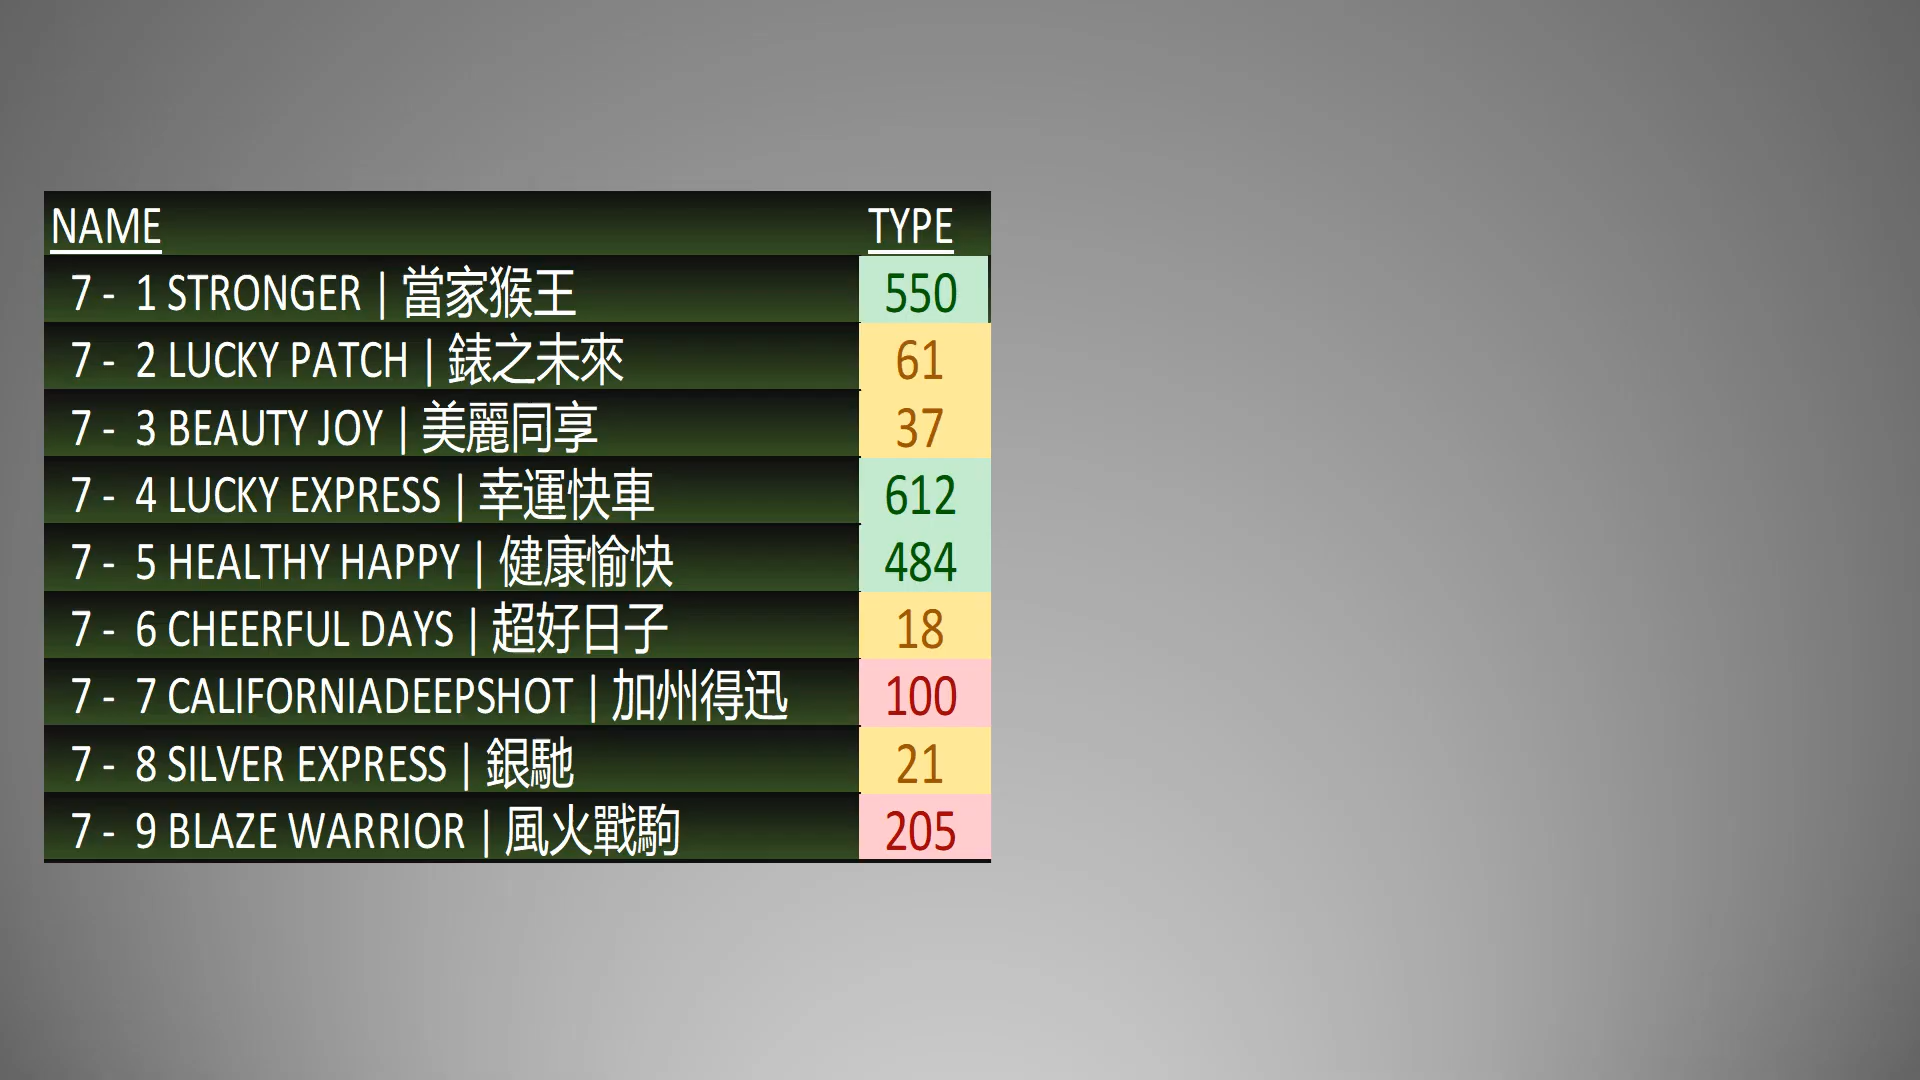 NAME TYPE
7 - 1 STRONGER | 當家猴王 550
7 - 2 LUCKY PATCH | 錶之未來 61
7 - 3 BEAUTY JOY | 美麗同享 37
7 - 4 LUCKY EXPRESS | 幸運快車 612
7 - 5 HEALTHY HAPPY | 健康愉快 484
7 - 6 CHEERFUL DAYS | 超好日子 18
7 - 7 CALIFORNIADEEPSHOT | 加州得迅 100
7 - 8 SILVER EXPRESS | 銀馳 21
7 - 9 BLAZE WARRIOR | 風火戰駒 205